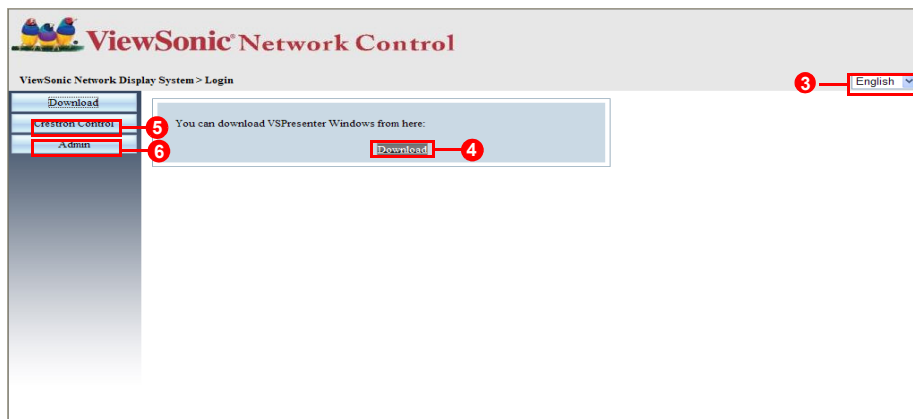 ViewSonic® Network Control
ViewSonic Network Display System > Login
3 English
Download
Crestron Control 5
You can download VSPresenter Windows from here:
Admin 6
Download 4